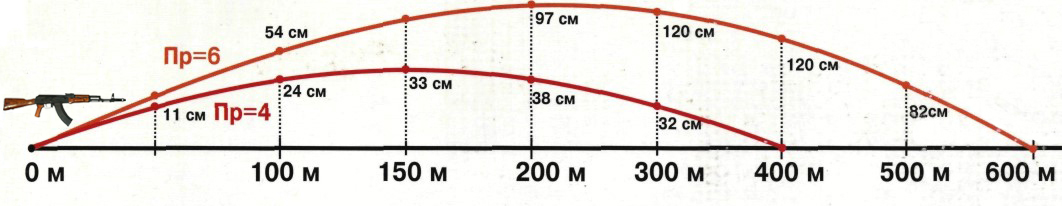 97 см
54 см
120 см
Пр=6
120 см
33 см
24 см
38 см
11 см
Пр=4
82см
32 см
0 м
100 м
150 м
200 м
300 м
400 м
500 м
600 м